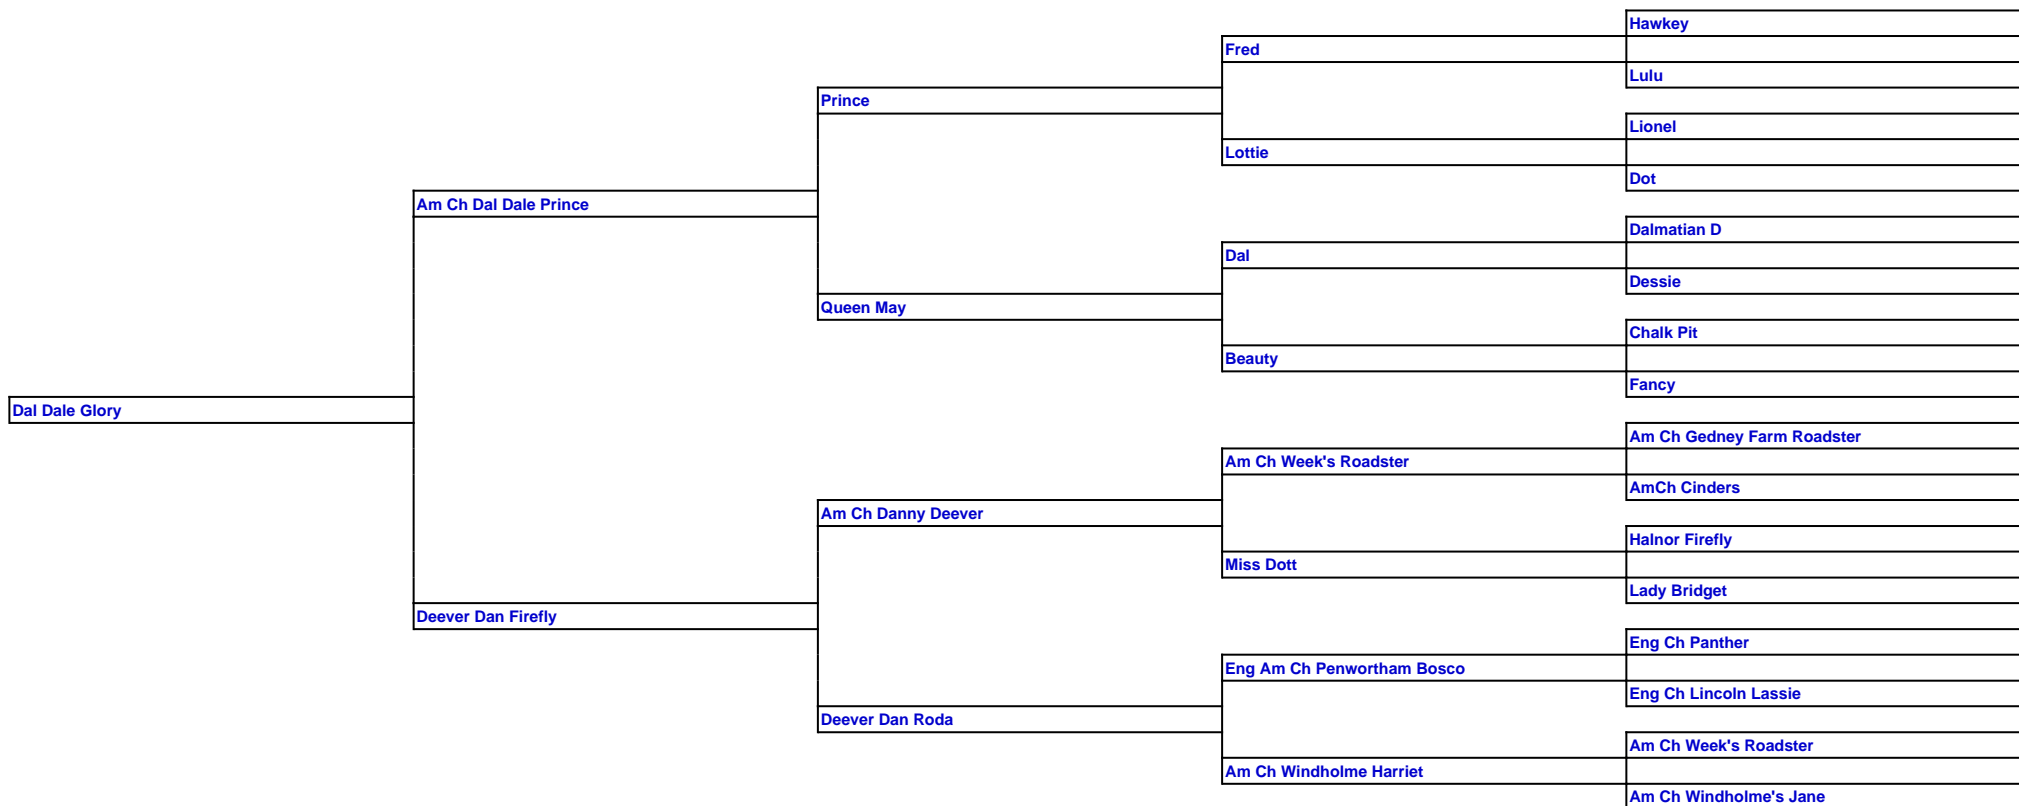 Hawkey
Fred
Lulu
Prince
Lionel
Lottie
Dot
Am Ch Dal Dale Prince
Dalmatian D
Dal
Dessie
Queen May
Chalk Pit
Beauty
Fancy
Dal Dale Glory
Am Ch Gedney Farm Roadster
Am Ch Week's Roadster
AmCh Cinders
Am Ch Danny Deever
Halnor Firefly
Miss Dott
Lady Bridget
Deever Dan Firefly
Eng Ch Panther
Eng Am Ch Penwortham Bosco
Eng Ch Lincoln Lassie
Deever Dan Roda
Am Ch Week's Roadster
Am Ch Windholme Harriet
Am Ch Windholme's Jane